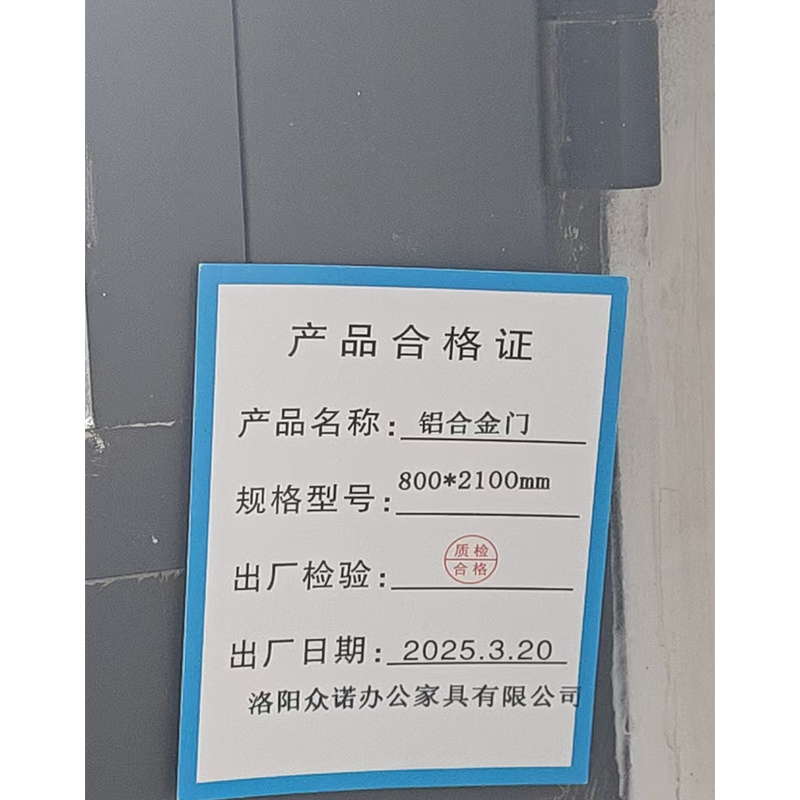 产品合格证
产品名称：铝合金门
规格型号：800*2100mm
出厂检验：质检合格
出厂日期：2025.3.20
洛阳众诺办公家具有限公司